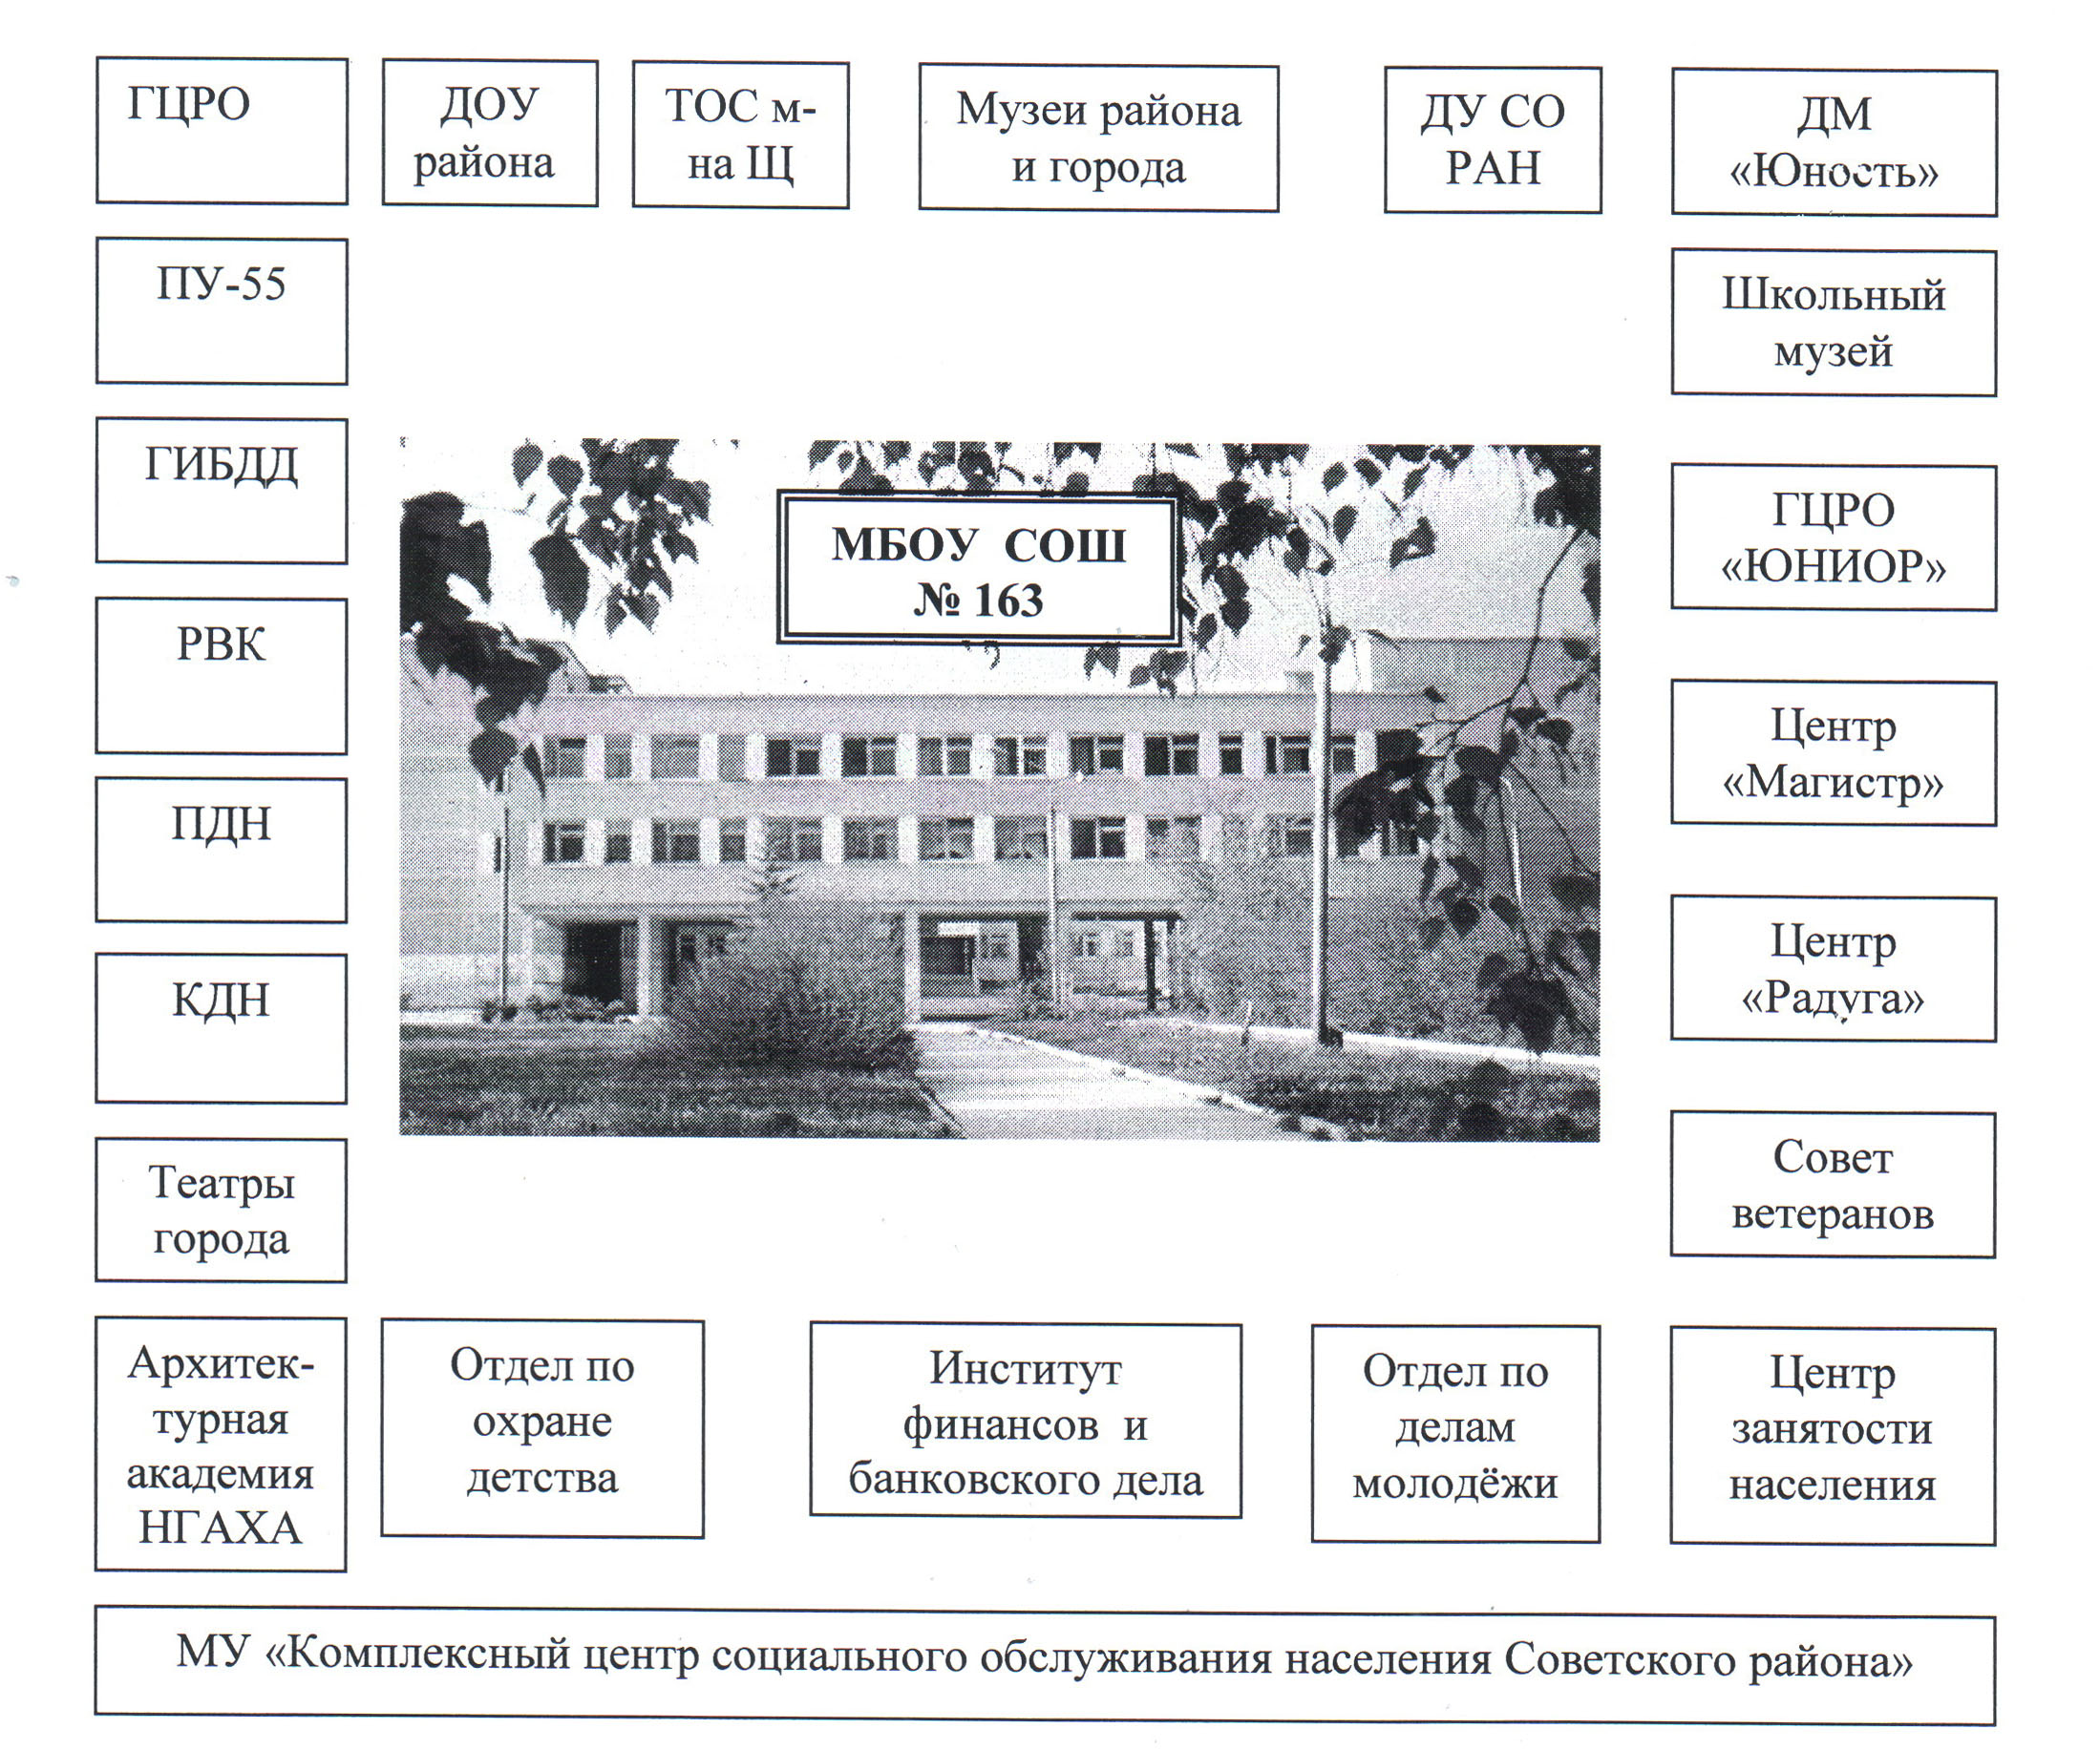 ГЦРО
ДОУ
района
ТОС м-
на Щ
Музеи района
и города
ДУ СО
РАН
ДМ
«Юность»
ПУ-55
Школьный
музей
ГИБДД
МБОУ СОШ
№ 163
ГЦРО
«ЮНИОР»
РВК
Центр
«Магистр»
ПДН
Центр
«Радуга»
КДН
Совет
ветеранов
Театры
города
Архитек-
турная
академия
НГАХА
Отдел по
охране
детства
Институт
финансов и
банковского дела
Отдел по
делам
молодёжи
Центр
занятости
населения
МУ «Комплексный центр социального обслуживания населения Советского района»